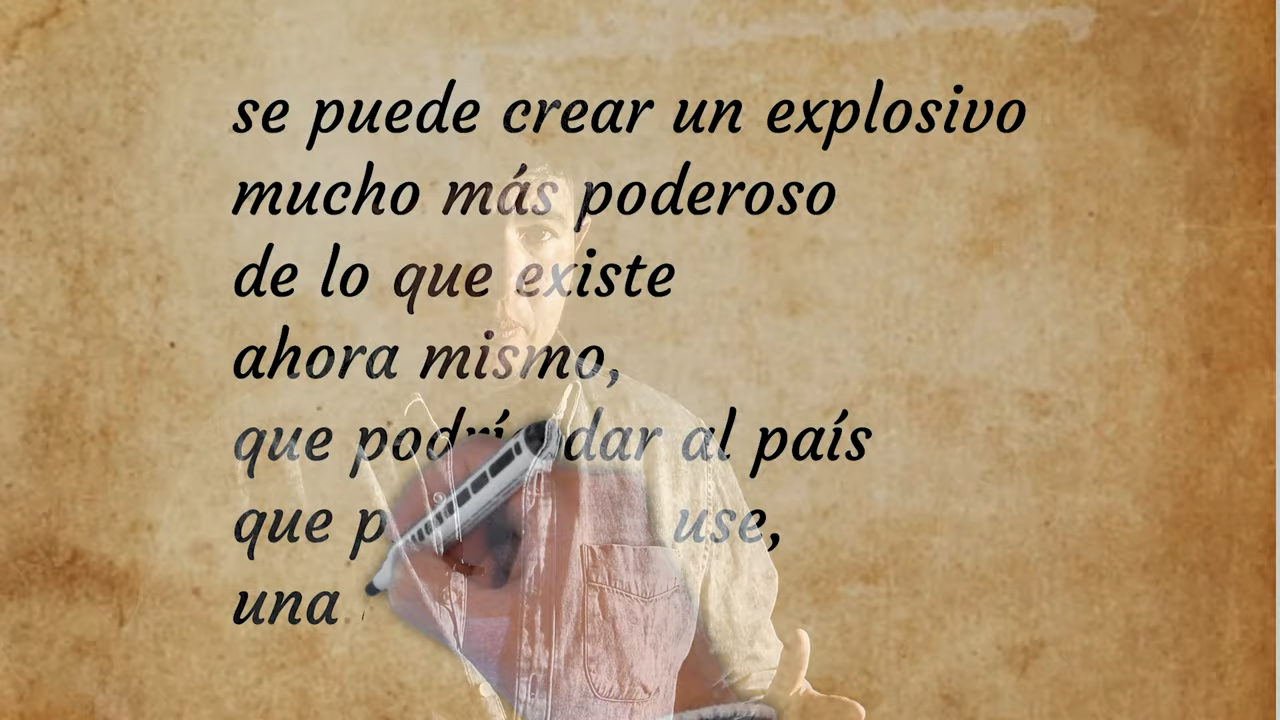 se puede crear un explosivo
mucho más poderoso
de lo que existe
ahora mismo,
que podría dar al país
que use,
una